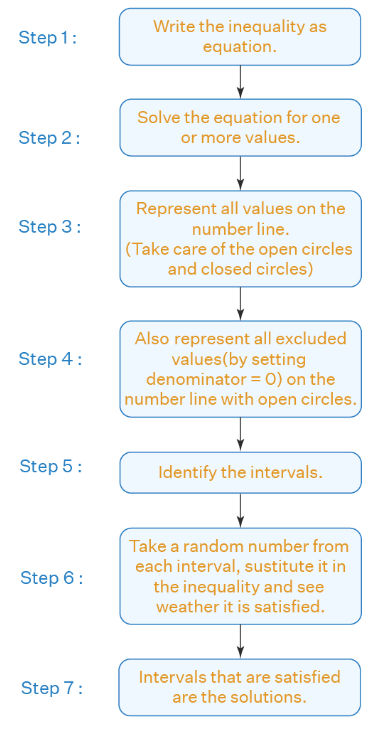 Step 1 :
Write the inequality as
equation.
Step 2 :
Solve the equation for one
or more values.
Step 3 :
Represent all values on the
number line.
(Take care of the open circles
and closed circles)
Step 4 :
Also represent all excluded
values(by setting
denominator = 0) on the
number line with open circles.
Step 5 :
Identify the intervals.
Step 6 :
Take a random number from
each interval, sustitute it in
the inequality and see
weather it is satisfied.
Step 7 :
Intervals that are satisfied
are the solutions.